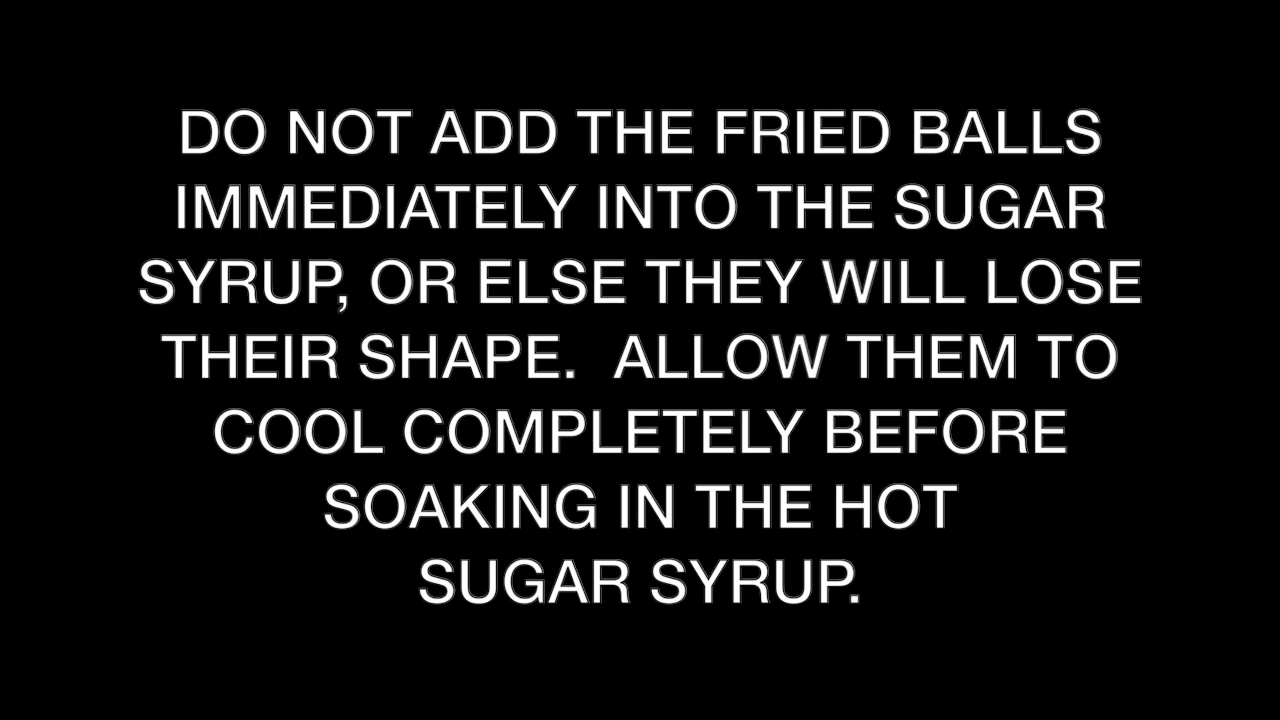 DO NOT ADD THE FRIED BALLS
IMMEDIATELY INTO THE SUGAR
SYRUP, OR ELSE THEY WILL LOSE
THEIR SHAPE.  ALLOW THEM TO
COOL COMPLETELY BEFORE
SOAKING IN THE HOT
SUGAR SYRUP.